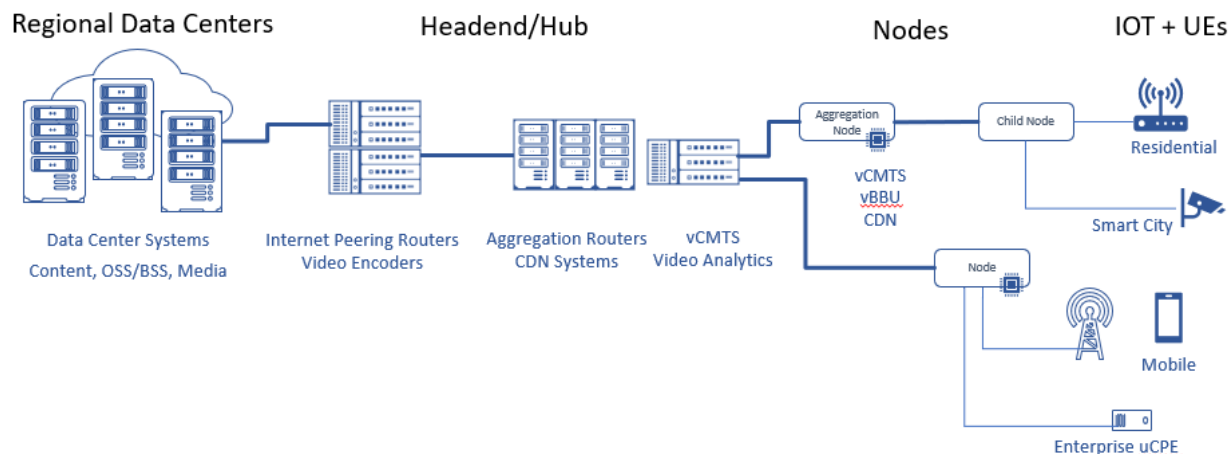 Regional Data Centers
Headend/Hub
Nodes
IOT + UEs
Aggregation
Node
Child Node
Residential
vCMTS
vBBU
CDN
Smart City
Data Center Systems
Content, OSS/BSS, Media
Internet Peering Routers
Video Encoders
Aggregation Routers
CDN Systems
vCMTS
Video Analytics
Node
Mobile
Enterprise uCPE